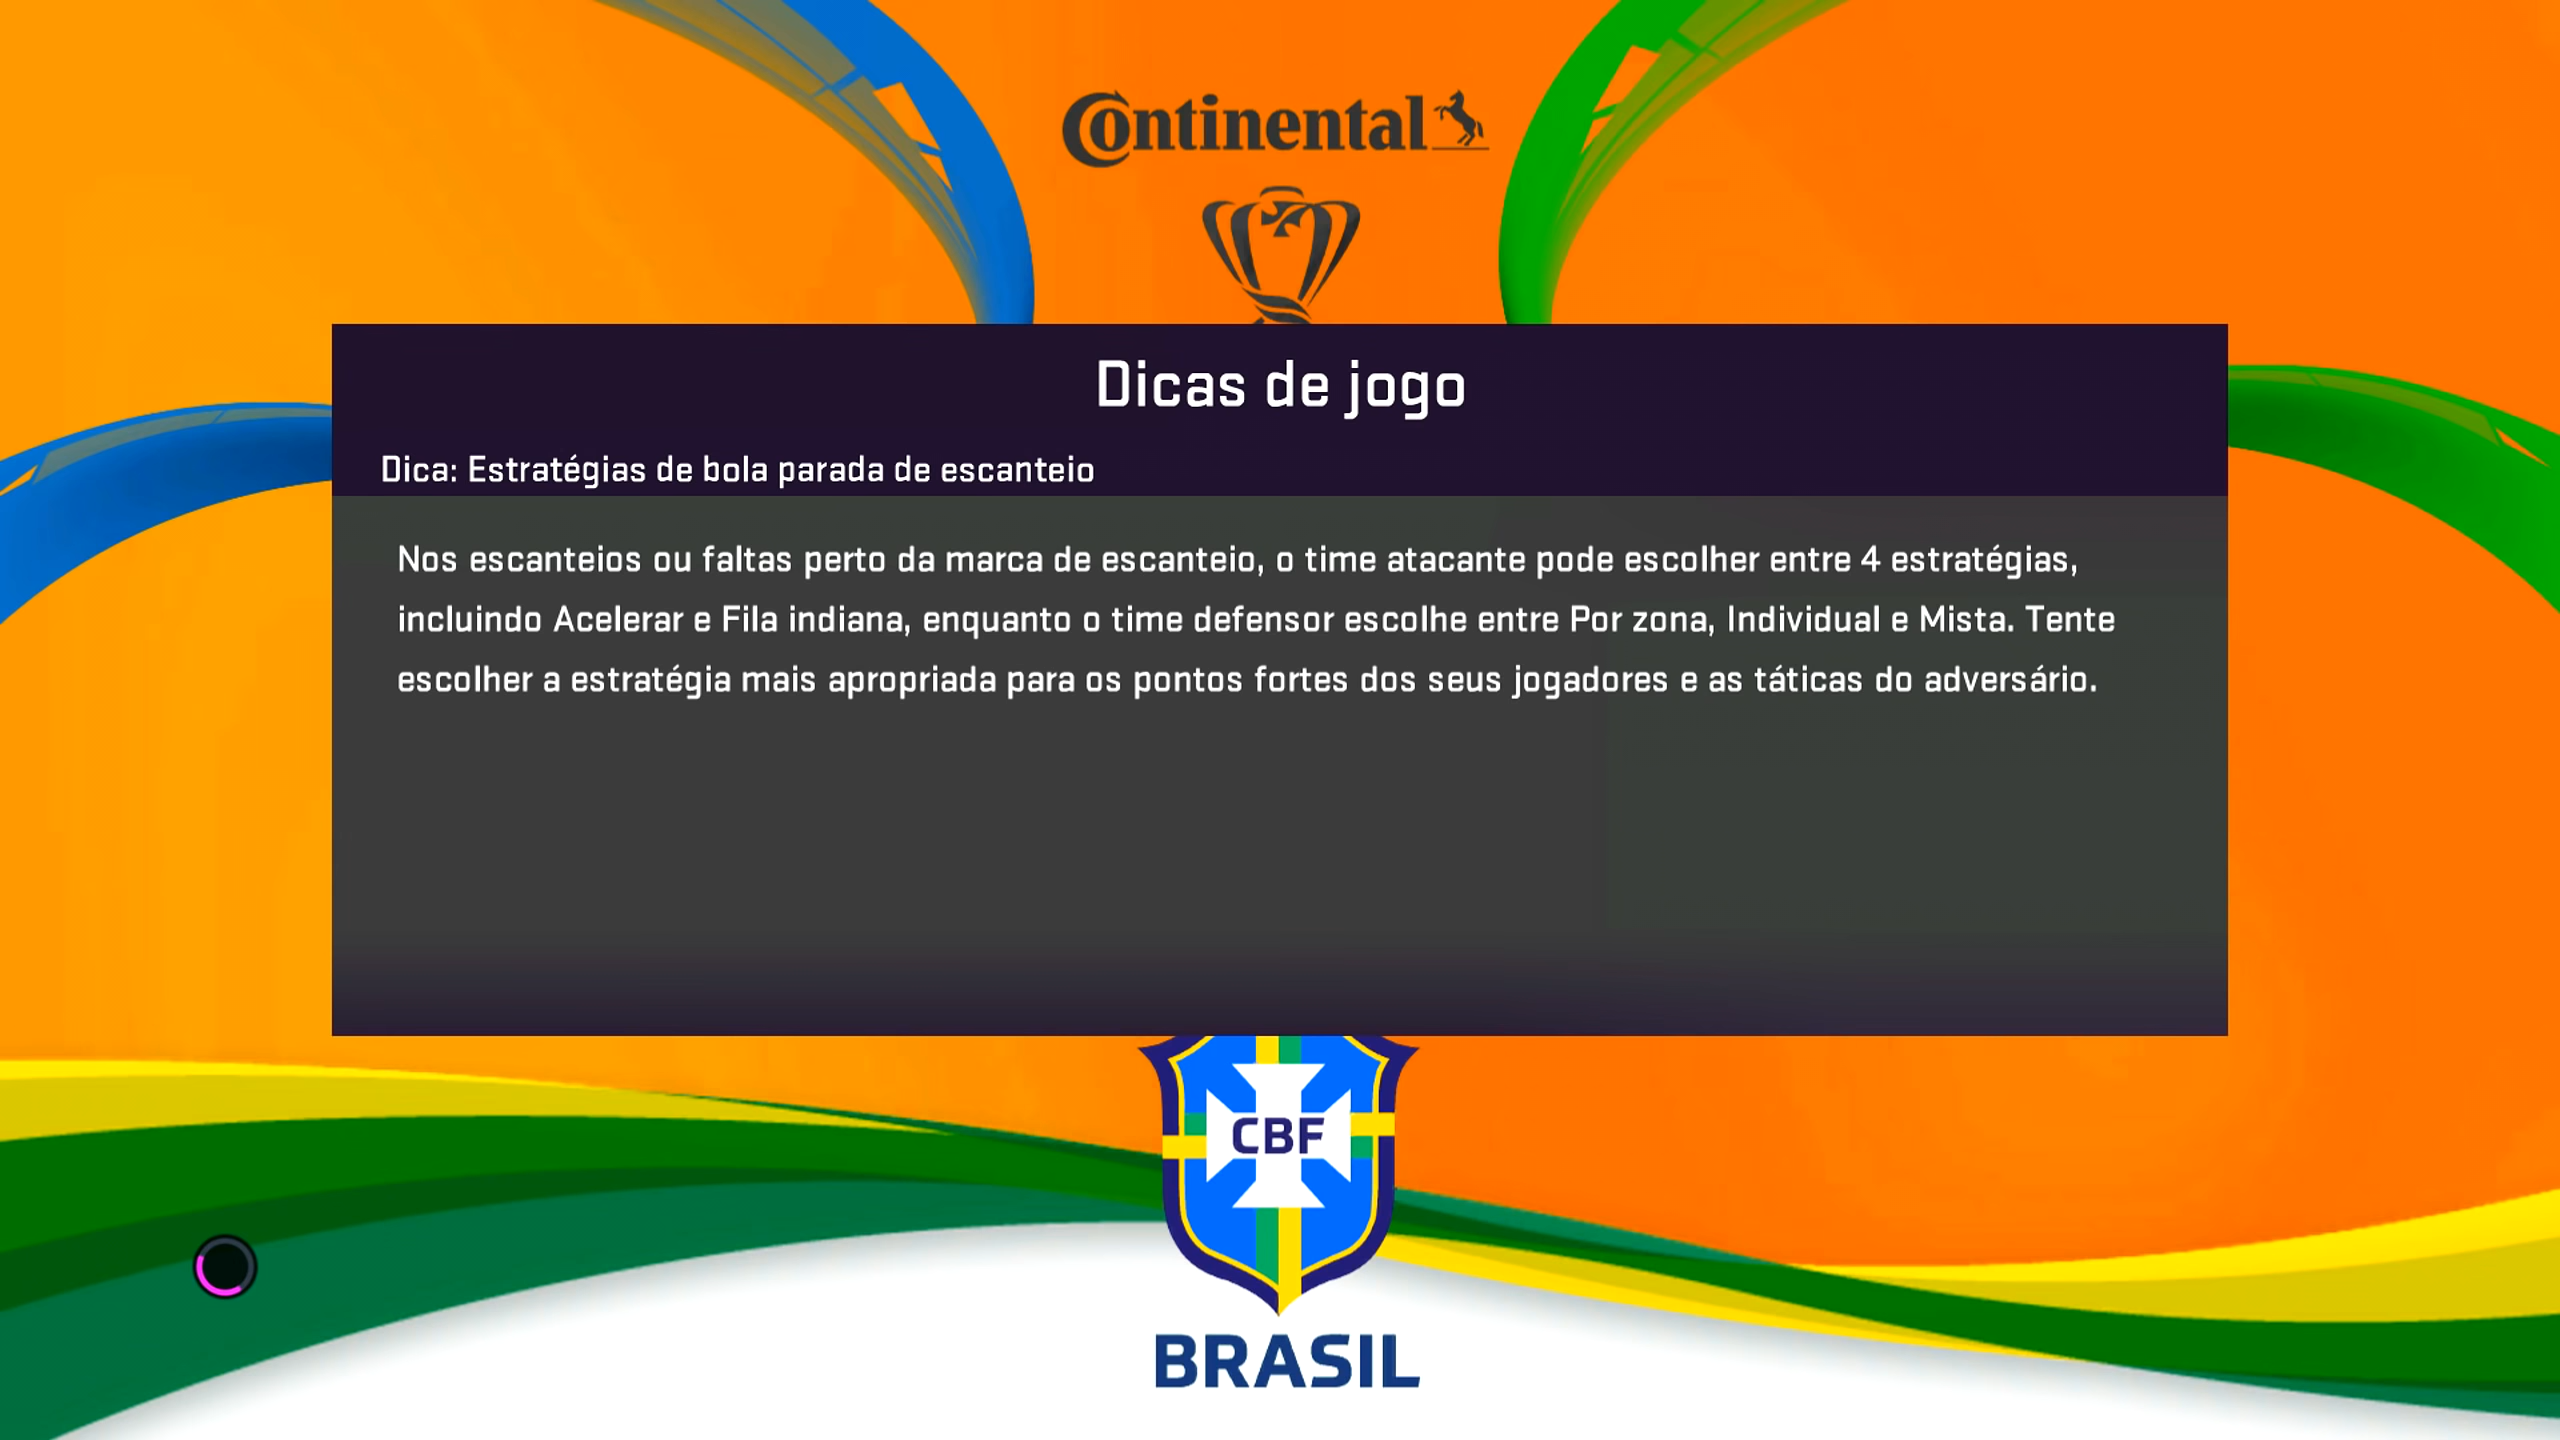 Continental
Dicas de jogo
Dica: Estratégias de bola parada de escanteio
Nos escanteios ou faltas perto da marca de escanteio, o time atacante pode escolher entre 4 estratégias,
incluindo Acelerar e Fila indiana, enquanto o time defensor escolhe entre Por zona, Individual e Mista. Tente
escolher a estratégia mais apropriada para os pontos fortes dos seus jogadores e as táticas do adversário.
CBF
BRASIL